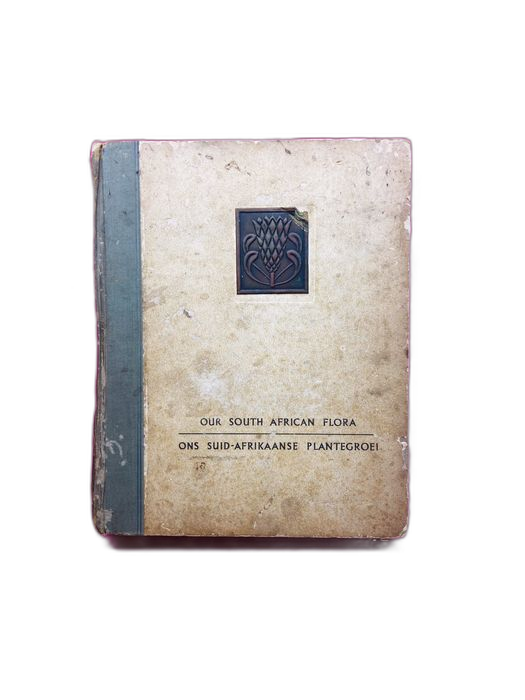 OUR SOUTH AFRICAN FLORA
ONS SUID-AFRIKAANSE PLANTEGROEI